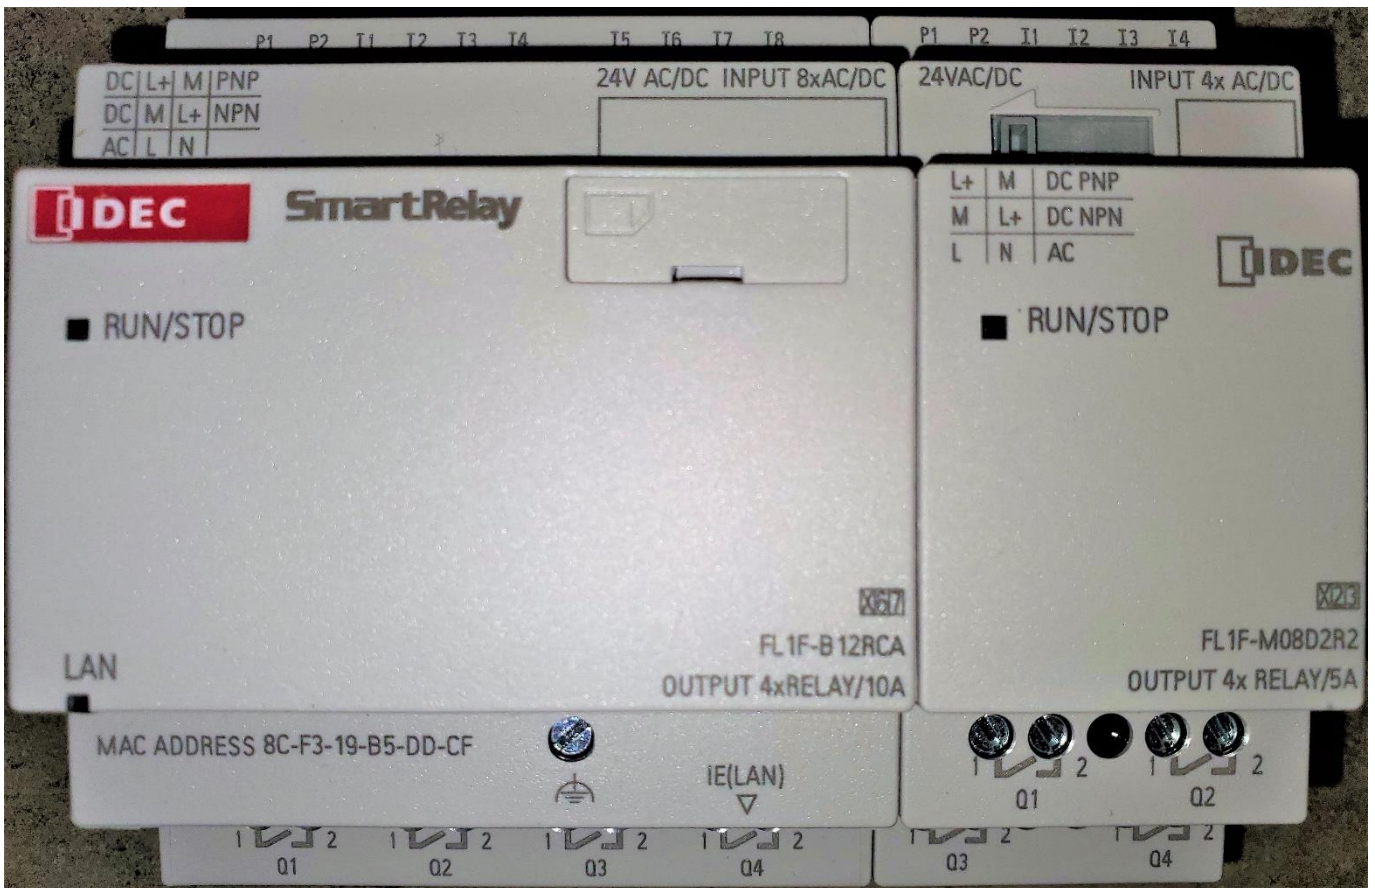 P1 P2 I1 I2 I3 I4 I5 I6 I7 I8
DC L+ M PNP
DC M L+ NPN
AC L N
24V AC/DC INPUT 8xAC/DC
IDEC
SmartRelay
RUN/STOP
X 6 7
FL1F-B12RCA
OUTPUT 4xRELAY/10A
LAN
MAC ADDRESS 8C-F3-19-B5-DD-CF
iE(LAN)
1 2 1 2 1 2 1 2
Q1 Q2 Q3 Q4
P1 P2 I1 I2 I3 I4
24VAC/DC INPUT 4x AC/DC
L+ M DC PNP
M L+ DC NPN
L N AC
IDEC
RUN/STOP
X 2 3
FL1F-M08D2R2
OUTPUT 4x RELAY/5A
1 2 1 2
Q1 Q2
1 2 1 2
Q3 Q4